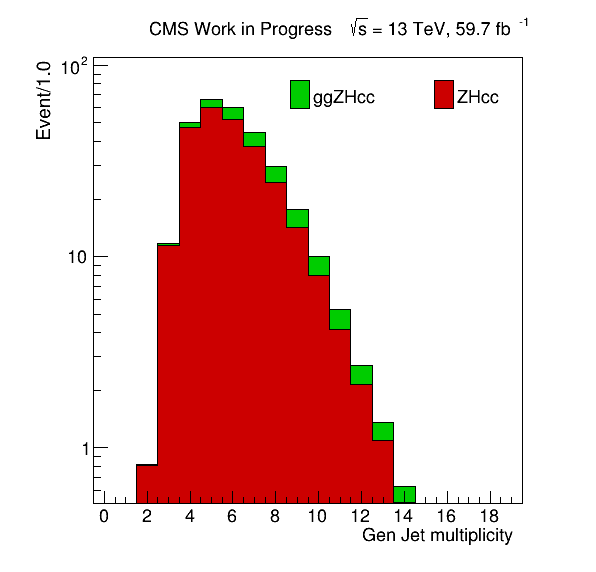 CMS Work in Progress √s = 13 TeV, 59.7 fb⁻¹
Event/1.0
10²
ggZHcc ZHcc
10
1
0 2 4 6 8 10 12 14 16 18
Gen Jet multiplicity